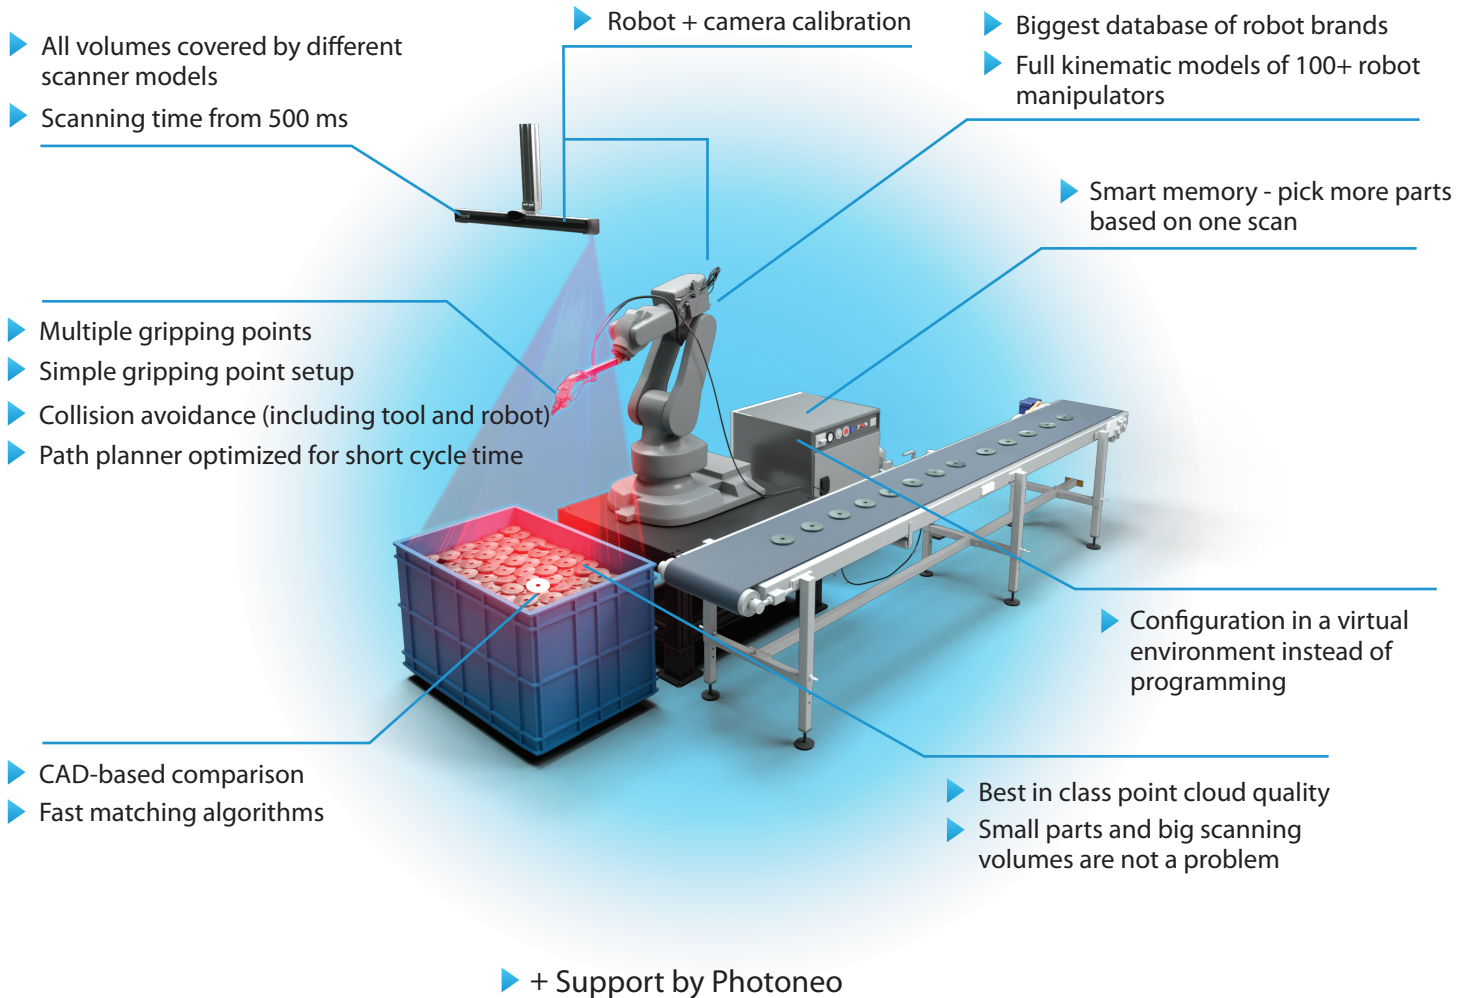 All volumes covered by different
scanner models
Scanning time from 500 ms
Robot + camera calibration
Biggest database of robot brands
Full kinematic models of 100+ robot
manipulators
Smart memory - pick more parts
based on one scan
Multiple gripping points
Simple gripping point setup
Collision avoidance (including tool and robot)
Path planner optimized for short cycle time
Configuration in a virtual
environment instead of
programming
CAD-based comparison
Fast matching algorithms
Best in class point cloud quality
Small parts and big scanning
volumes are not a problem
+ Support by Photoneo